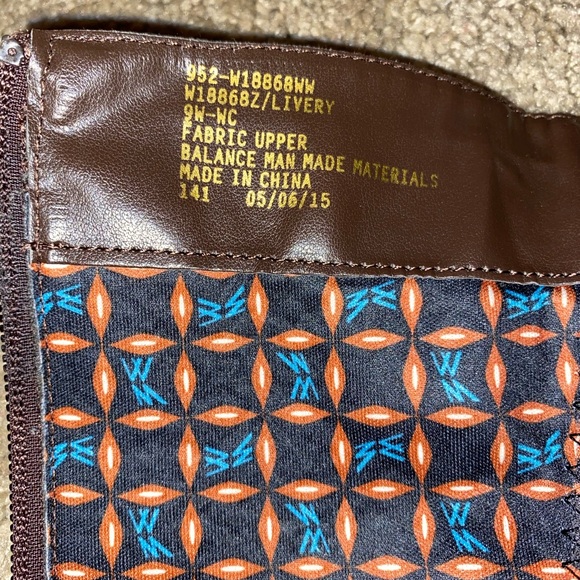 952-W18868WW
W18868Z/LIVERY
9W-WC
FABRIC UPPER
BALANCE MAN MADE MATERIALS
MADE IN CHINA
141 05/06/15